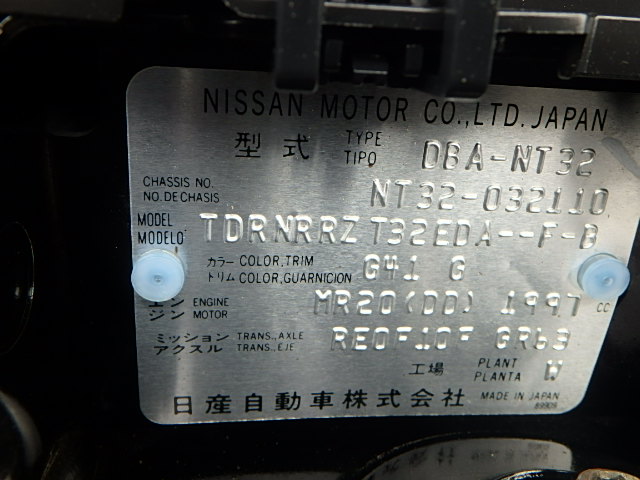 NISSAN MOTOR CO.,LTD. JAPAN
型式 TYPE TIPO DBA-NT32
CHASSIS NO. NO. DE CHASIS NT32-032110
MODEL MODELO TDRNRRZ T32EDA--F-B
カラー COLOR,TRIM トリム COLOR,GUARNICION G41 G
エンジン ENGINE MOTOR MR20(DD) 1997 CC
ミッション アクスル TRANS.,AXLE TRANS.,EJE RE0F10F GR63
工場 PLANT PLANTA W
日産自動車株式会社 MADE IN JAPAN